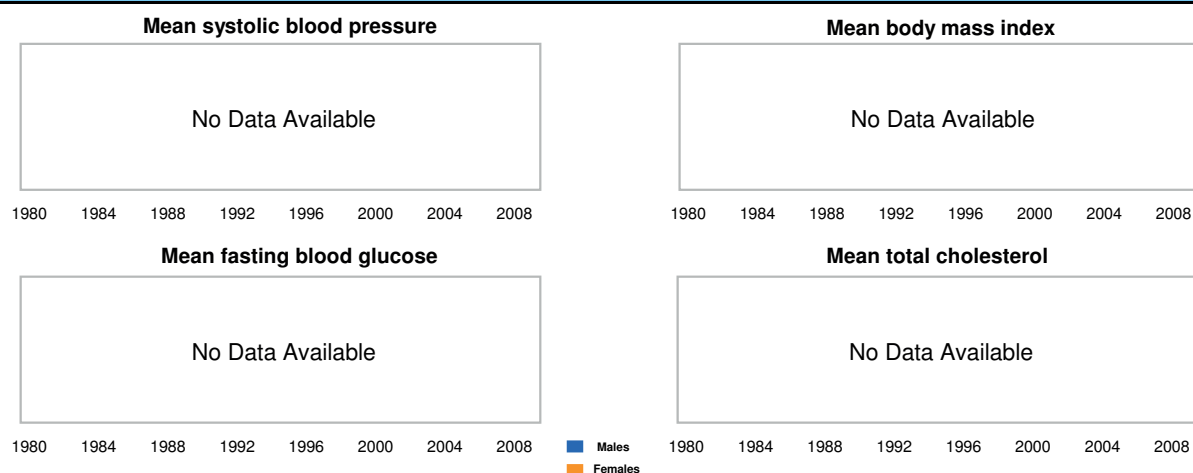 Mean systolic blood pressure
No Data Available
1980 1984 1988 1992 1996 2000 2004 2008
Mean body mass index
No Data Available
1980 1984 1988 1992 1996 2000 2004 2008
Mean fasting blood glucose
No Data Available
1980 1984 1988 1992 1996 2000 2004 2008
Males
Females
Mean total cholesterol
No Data Available
1980 1984 1988 1992 1996 2000 2004 2008